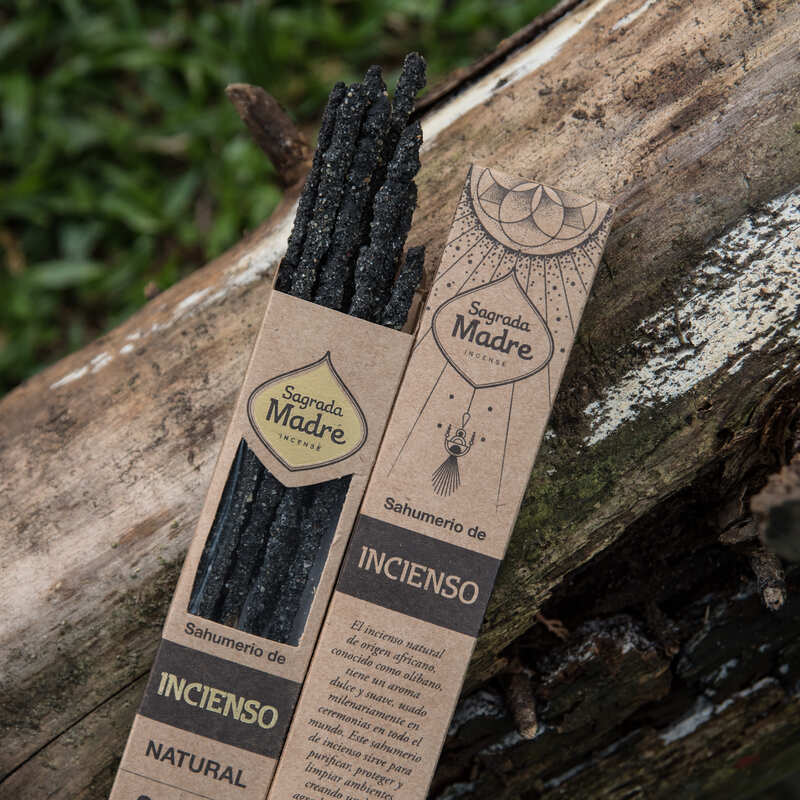 Sagrada
Madre
INCENSE
Sahumerio de
INCIENSO
NATURAL
Sagrada
Madre
INCENSE
Sahumerio de
INCIENSO
El incienso natural
de origen africano,
conocido como olíbano,
tiene un aroma
dulce y suave, usado
milenariamente en
ceremonias en todo el
mundo. Este sahumerio
de incienso sirve para
purificar, proteger y
limpiar ambientes
creando un